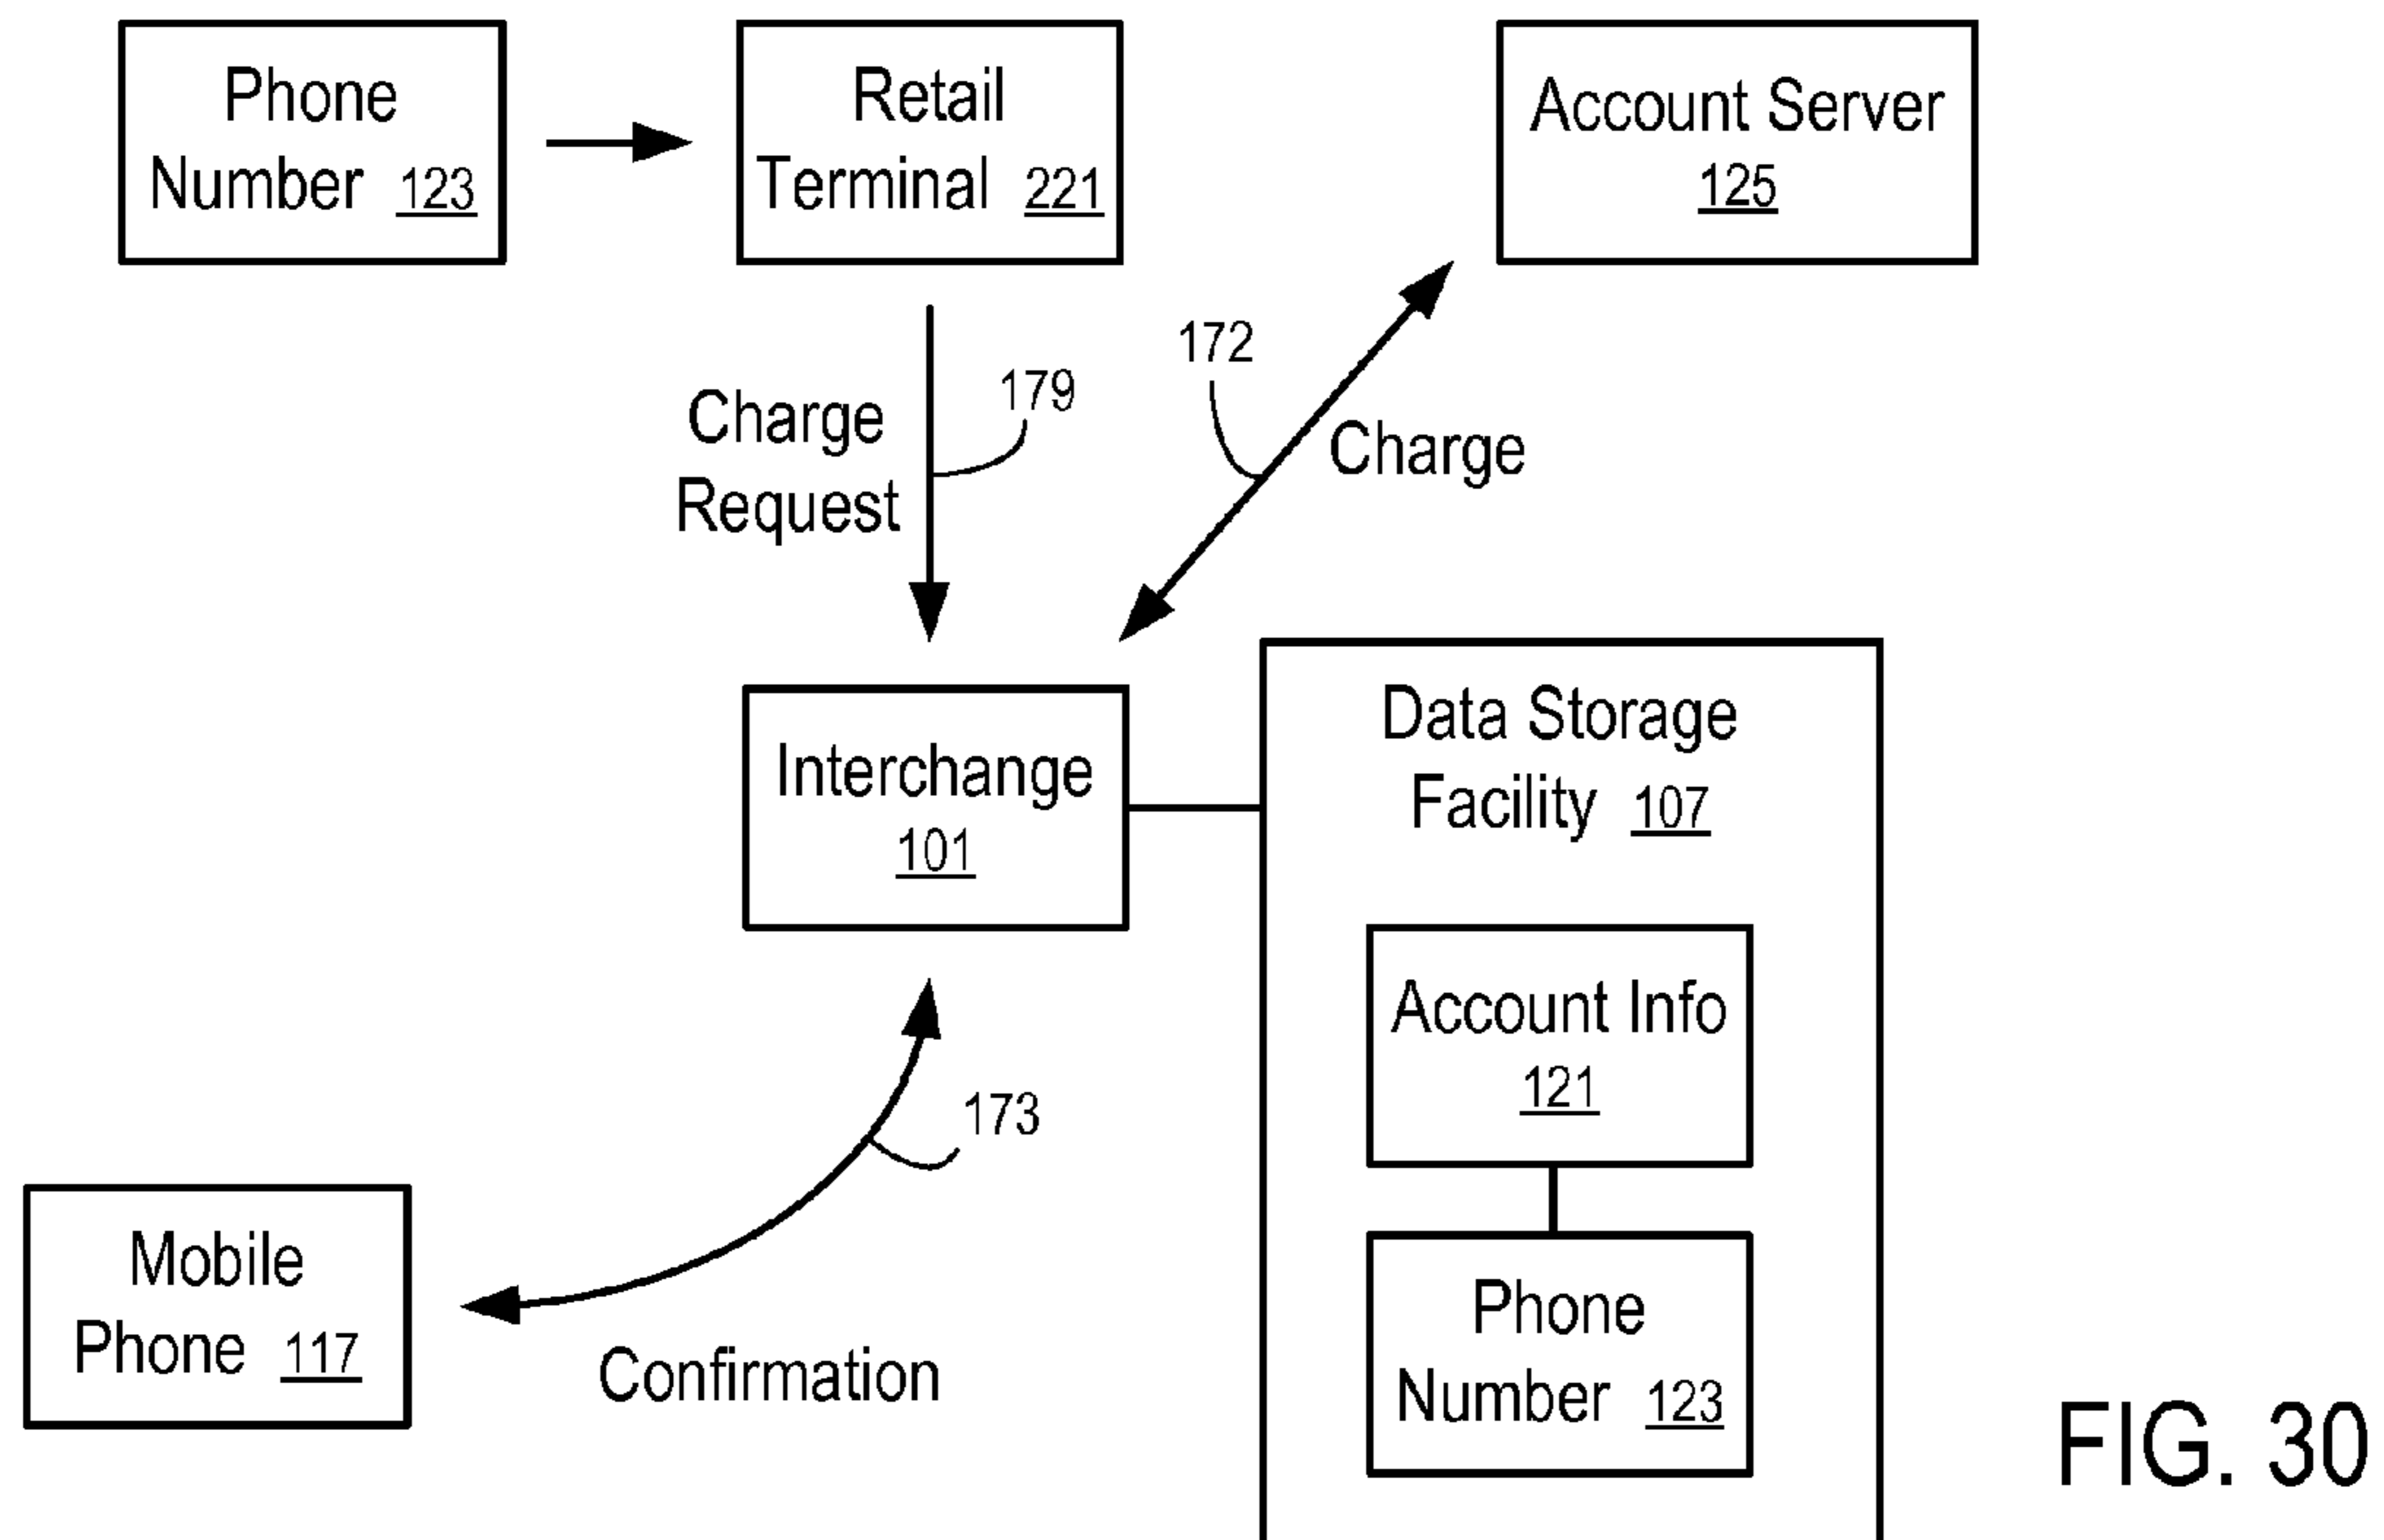 Phone
Number 123
Retail
Terminal 221
Account Server
125
Charge
Request
179
172
Charge
Interchange
101
Data Storage
Facility 107
Account Info
121
Phone
Number 123
173
Mobile
Phone 117
Confirmation
FIG. 30